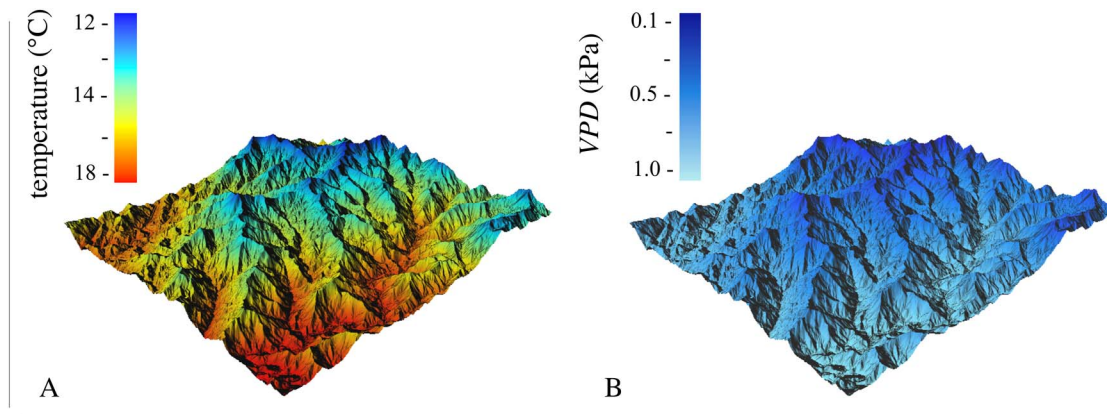 temperature (°C)
12 -
-
14 -
-
18 -
A
VPD (kPa)
0.1 -
-
0.5 -
-
1.0 -
B